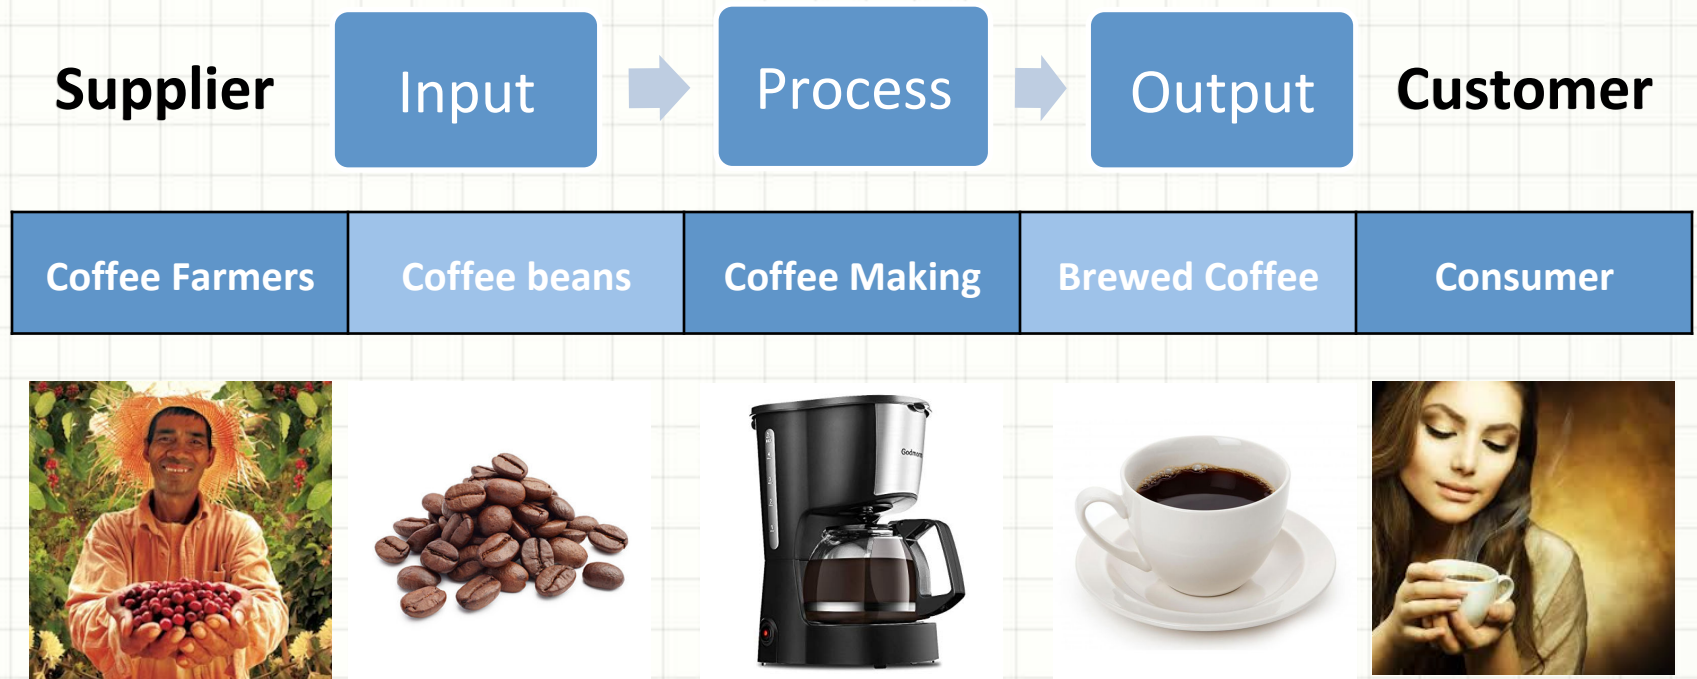 Supplier
Input
Process
Output
Customer
Coffee Farmers
Coffee beans
Coffee Making
Brewed Coffee
Consumer